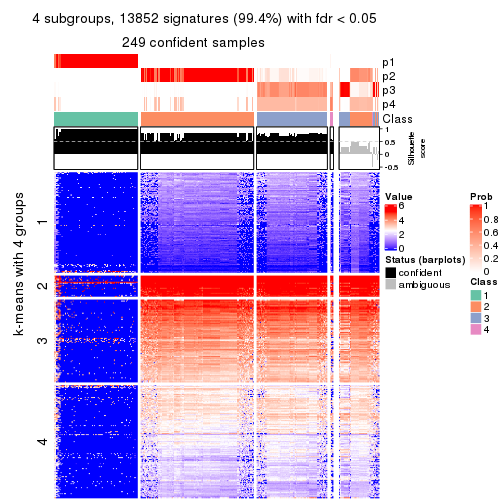 4 subgroups, 13852 signatures (99.4%) with fdr < 0.05
249 confident samples
p1
p2
p3
p4
Class
1
0.5
0
-0.5
Silhouette
score
k-means with 4 groups
1
2
3
4
Value
6
4
2
0
Status (barplots)
confident
ambiguous
Prob
1
0.8
0.6
0.4
0.2
0
Class
1
2
3
4